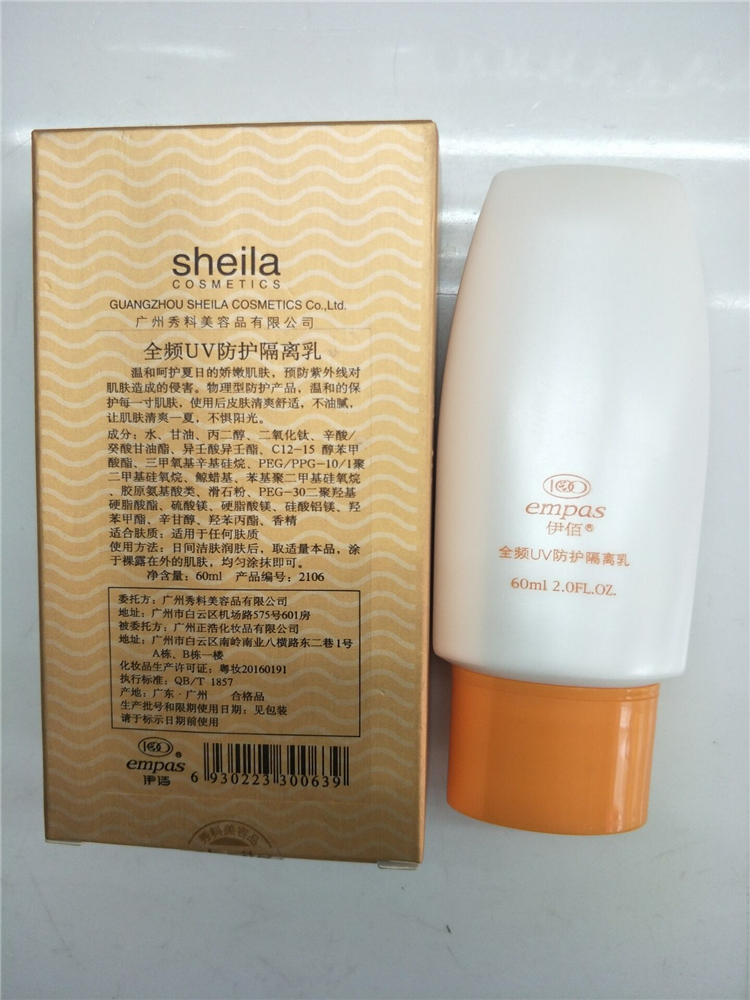 sheila
COSMETICS
GUANGZHOU SHEILA COSMETICS Co.,Ltd.
广州秀科美容品有限公司
全频UV防护隔离乳
温和呵护夏日的娇嫩肌肤，预防紫外线对
肌肤造成的侵害。物理型防护产品，温和的保
护每一寸肌肤，使用后皮肤清爽舒适，不油腻，
让肌肤清爽一夏，不惧阳光。
成分：水、甘油、丙二醇、二氧化钛、辛酸/
癸酸甘油酯、异壬酸异壬酯、C12-15 醇苯甲
酸酯、三甲氧基辛基硅烷、PEG/PPG-10/1聚
二甲基硅氧烷、鲸蜡基、苯基聚二甲基硅氧烷
、胶原氨基酸类、滑石粉、PEG-30二聚羟基
硬脂酸酯、硫酸镁、硬脂酸镁、硅酸铝镁、羟
苯甲酯、辛甘醇、羟苯丙酯、香精
适合肤质：适用于任何肤质
使用方法：日间洁肤润肤后，取适量本品，涂
于裸露在外的肌肤，均匀涂抹即可。
净含量：60ml 产品编号：2106
委托方：广州秀科美容品有限公司
地址：广州市白云区机场路575号601房
被委托方：广州正浩化妆品有限公司
地址：广州市白云区南岭南业八横路东二巷1号
A栋、B栋一楼
化妆品生产许可证：粤妆20160191
执行标准：QB/T 1857
产地：广东·广州 合格品
生产批号和限期使用日期：见包装
请于标示日期前使用
empas®
伊佰
6 930223 300639
秀科美容品
empas
伊佰®
全频UV防护隔离乳
60ml 2.0FL.OZ.